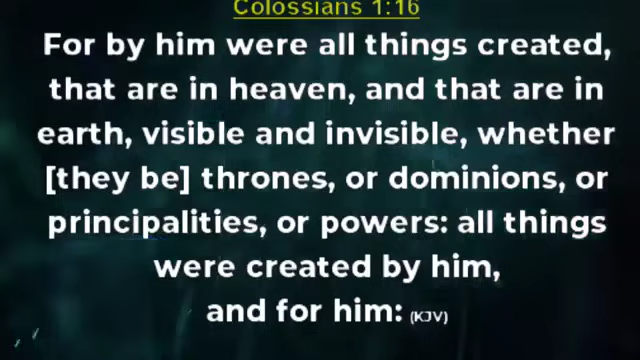 Colossians 1:16
For by him were all things created,
that are in heaven, and that are in
earth, visible and invisible, whether
[they be] thrones, or dominions, or
principalities, or powers: all things
were created by him,
and for him: (KJV)